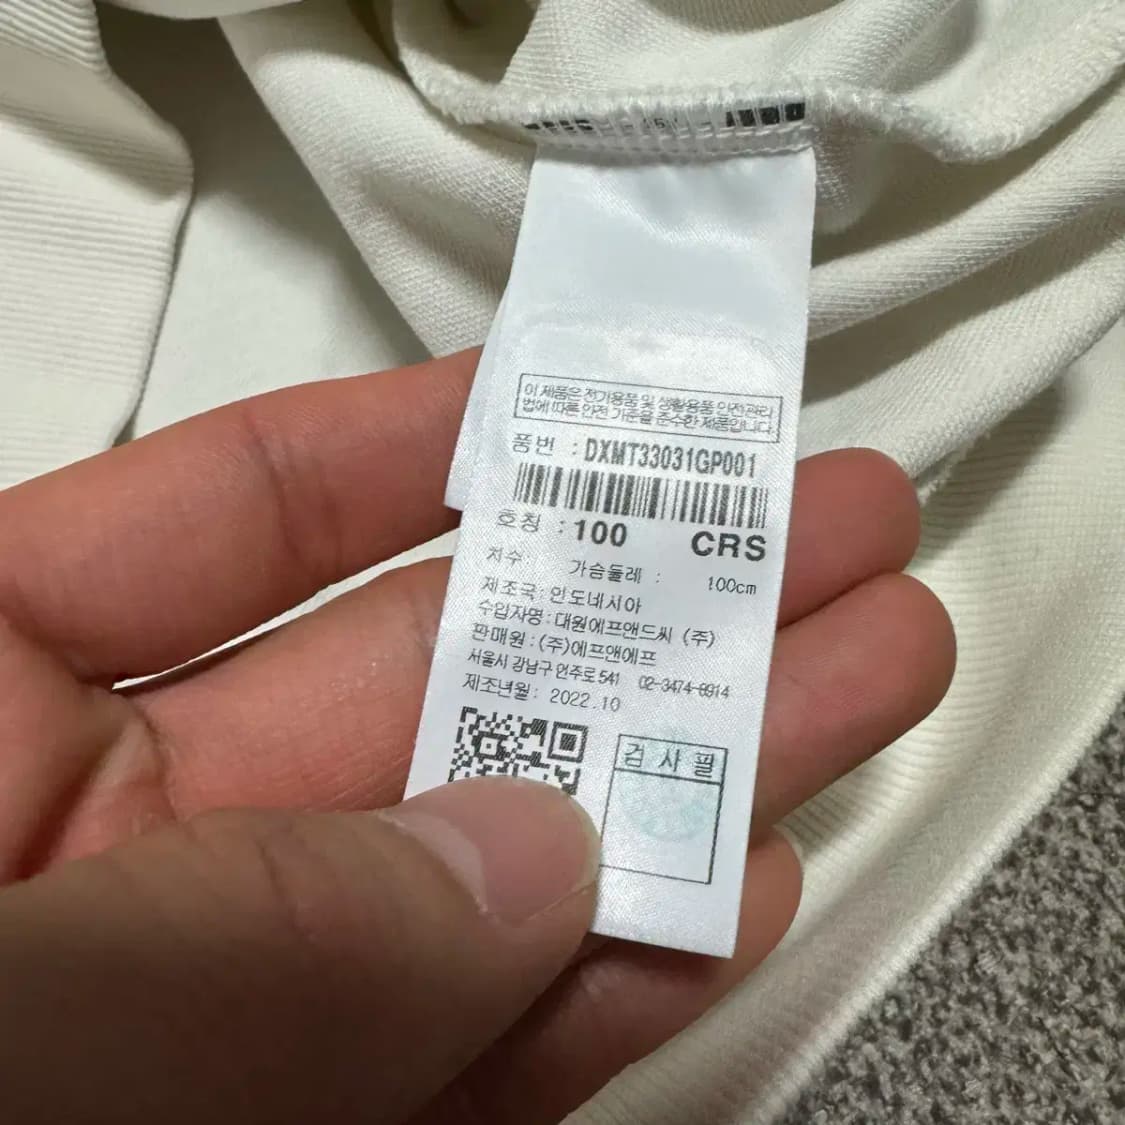 이 제품은 전기용품 및 생활용품 안전관리
법에 따른 안전 기준을 준수한 제품입니다.
품번 : DXMT33031GP001
호칭 : 100 CRS
치수 : 가슴둘레 : 100cm
제조국 : 인도네시아
수입자명 : 대원에프앤드씨 (주)
판매원 : (주)에프앤에프
서울시 강남구 언주로 541 02-3474-8914
제조년월 : 2022.10
검 사 필